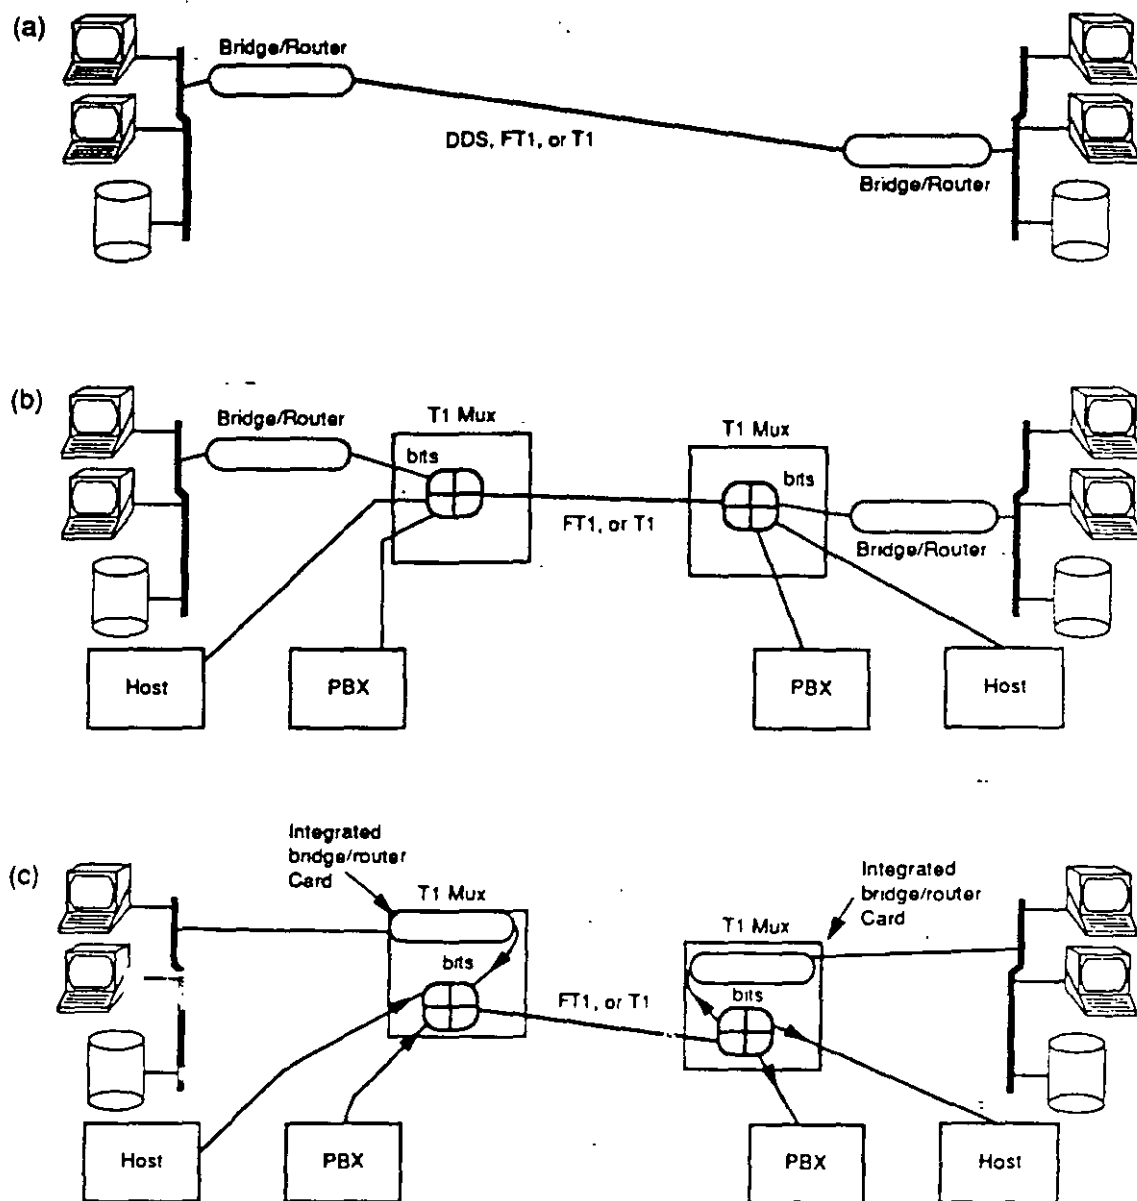 (a)
Bridge/Router
DDS, FT1, or T1
Bridge/Router
(b)
Bridge/Router
T1 Mux
bits
FT1, or T1
T1 Mux
bits
Bridge/Router
Host
PBX
PBX
Host
(c)
Integrated
bridge/router
Card
T1 Mux
bits
FT1, or T1
Integrated
bridge/router
Card
T1 Mux
bits
Host
PBX
PBX
Host